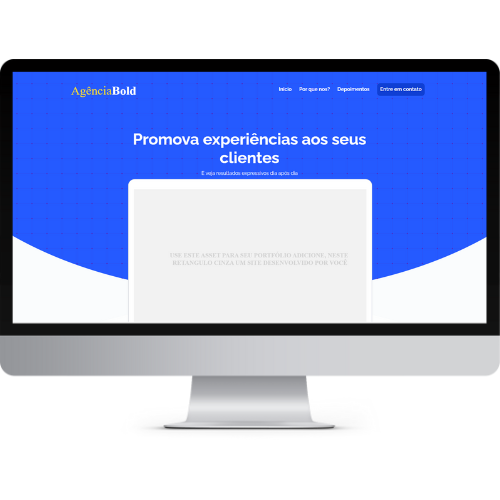 AgênciaBold
Início Por que nos? Depoimentos Entre em contato
Promova experiências aos seus
clientes
E veja resultados expressivos dia após dia
USE ESTE ASSET PARA SEU PORTFÓLIO ADICIONE, NESTE
RETANGULO CINZA UM SITE DESENVOLVIDO POR VOCÊ